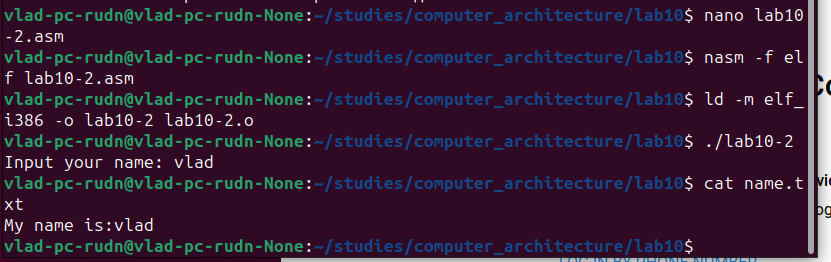 vlad-pc-rudn@vlad-pc-rudn-None:~/studies/computer_architecture/lab10$ nano lab10
-2.asm
vlad-pc-rudn@vlad-pc-rudn-None:~/studies/computer_architecture/lab10$ nasm -f el
f lab10-2.asm
vlad-pc-rudn@vlad-pc-rudn-None:~/studies/computer_architecture/lab10$ ld -m elf_
i386 -o lab10-2 lab10-2.o
vlad-pc-rudn@vlad-pc-rudn-None:~/studies/computer_architecture/lab10$ ./lab10-2
Input your name: vlad
vlad-pc-rudn@vlad-pc-rudn-None:~/studies/computer_architecture/lab10$ cat name.t
xt
My name is:vlad
vlad-pc-rudn@vlad-pc-rudn-None:~/studies/computer_architecture/lab10$